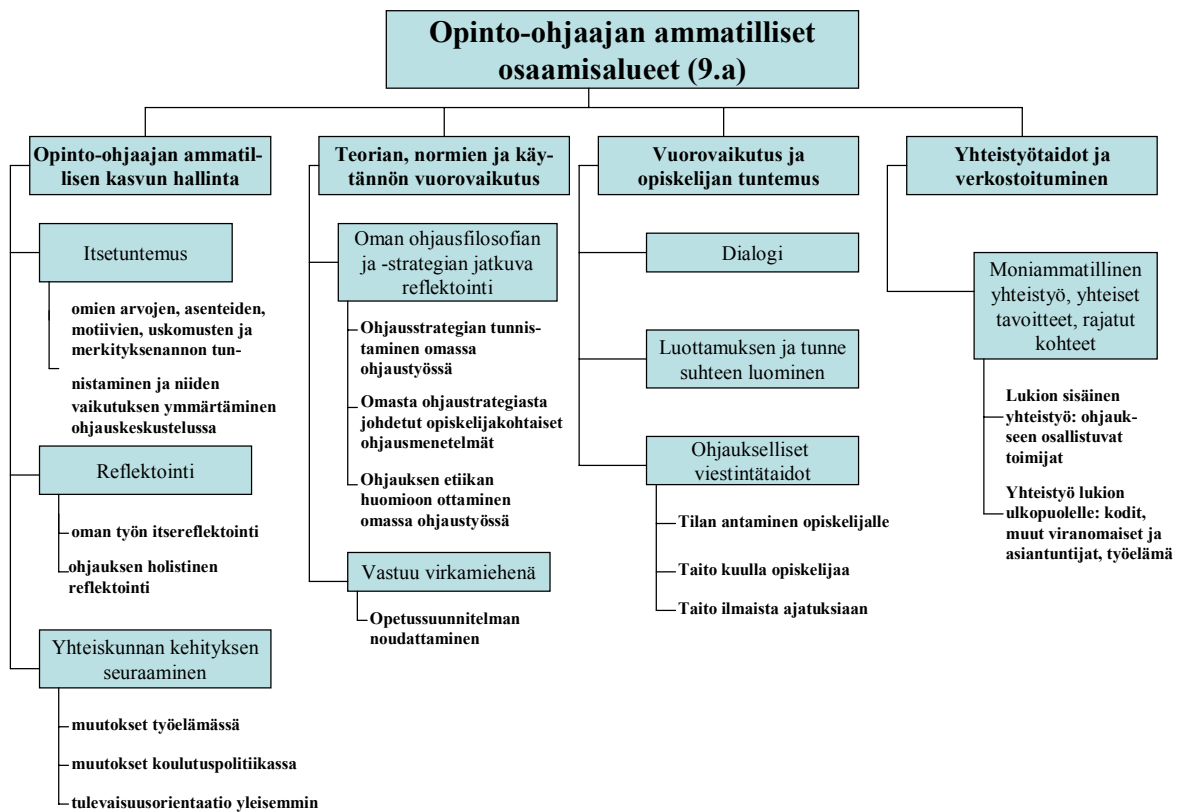 Opinto-ohjaajan ammatilliset
osaamisalueet (9.a)
Opinto-ohjaajan ammatil-
lisen kasvun hallinta
Itsetuntemus
omien arvojen, asenteiden,
motiivien, uskomusten ja
merkityksenannon tun-
nistaminen ja niiden
vaikutuksen ymmärtäminen
ohjauskeskustelussa
Reflektointi
oman työn itsereflektointi
ohjauksen holistinen
reflektointi
Yhteiskunnan kehityksen
seuraaminen
muutokset työelämässä
muutokset koulutuspolitiikassa
tulevaisuusorientaatio yleisemmin
Teorian, normien ja käy-
tännön vuorovaikutus
Oman ohjausfilosofian
ja -strategian jatkuva
reflektointi
Ohjausstrategian tunnis-
taminen omassa
ohjaustyössä
Omasta ohjaustrategiasta
johdetut opiskelijakohtaiset
ohjausmenetelmät
Ohjauksen etiikan
huomioon ottaminen
omassa ohjaustyössä
Vastuu virkamiehenä
Opetussuunnitelman
noudattaminen
Vuorovaikutus ja
opiskelijan tuntemus
Dialogi
Luottamuksen ja tunne
suhteen luominen
Ohjaukselliset
viestintätaidot
Tilan antaminen opiskelijalle
Taito kuulla opiskelijaa
Taito ilmaista ajatuksiaan
Yhteistyötaidot ja
verkostoituminen
Moniammatillinen
yhteistyö, yhteiset
tavoitteet, rajatut
kohteet
Lukion sisäinen
yhteistyö: ohjauk-
seen osallistuvat
toimijat
Yhteistyö lukion
ulkopuolelle: kodit,
muut viranomaiset ja
asiantuntijat, työelämä